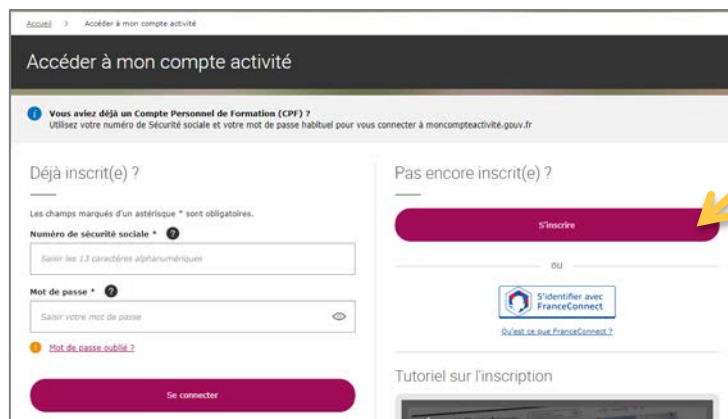 Accueil > Accéder à mon compte activité
Accéder à mon compte activité
Vous aviez déjà un Compte Personnel de Formation (CPF) ?
Utilisez votre numéro de Sécurité sociale et votre mot de passe habituel pour vous connecter à moncompteactivité.gouv.fr
Déjà inscrit(e) ?
Les champs marqués d'un astérisque * sont obligatoires.
Numéro de sécurité sociale * ?
Saisir les 13 caractères alphanumériques
Mot de passe * ?
Saisir votre mot de passe
Mot de passe oublié ?
Se connecter
Pas encore inscrit(e) ?
S'inscrire
ou
S'identifier avec
FranceConnect
Qu'est ce que FranceConnect ?
Tutoriel sur l'inscription